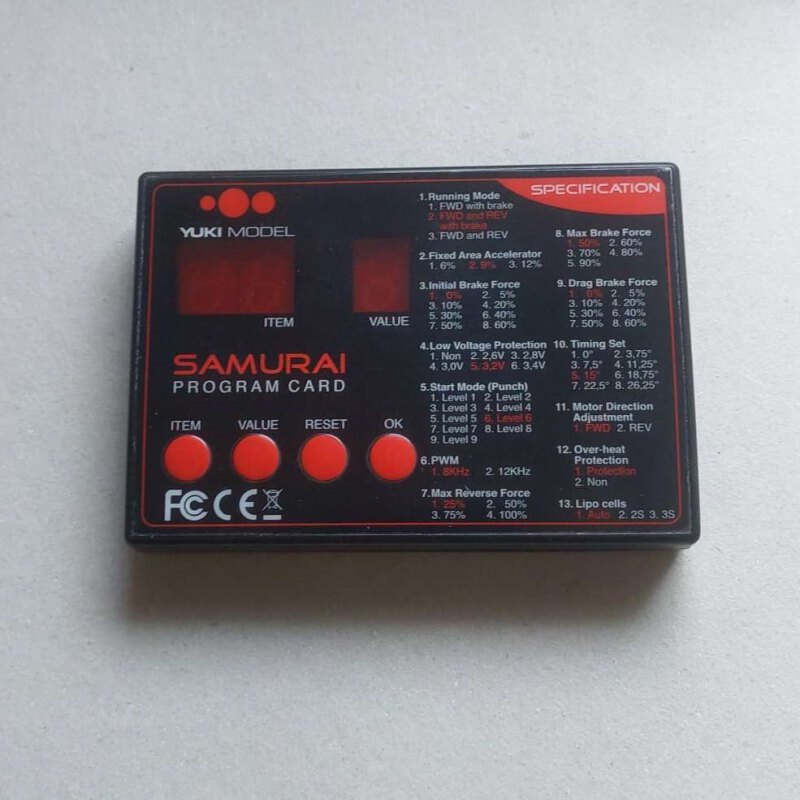 YUKI MODEL
ITEM
VALUE
SAMURAI
PROGRAM CARD
ITEM VALUE RESET OK
FC CE
SPECIFICATION
1.Running Mode
1. FWD with brake
2. FWD and REV
with brake
3. FWD and REV
2.Fixed Area Accelerator
1. 6% 2. 9% 3. 12%
3.Initial Brake Force
1. 0% 2. 5%
3. 10% 4. 20%
5. 30% 6. 40%
7. 50% 8. 60%
4.Low Voltage Protection
1. Non 2. 2,6V 3. 2,8V
4. 3,0V 5. 3,2V 6. 3,4V
5.Start Mode (Punch)
1. Level 1 2. Level 2
3. Level 3 4. Level 4
5. Level 5 6. Level 6
7. Level 7 8. Level 8
9. Level 9
6.PWM
1. 8KHz 2. 12KHz
7.Max Reverse Force
1. 25% 2. 50%
3. 75% 4. 100%
8. Max Brake Force
1. 50% 2. 60%
3. 70% 4. 80%
5. 90%
9. Drag Brake Force
1. 0% 2. 5%
3. 10% 4. 20%
5. 30% 6. 40%
7. 50% 8. 60%
10. Timing Set
1. 0° 2. 3,75°
3. 7,5° 4. 11,25°
5. 15° 6. 18,75°
7. 22,5° 8. 26,25°
11. Motor Direction
Adjustment
1. FWD 2. REV
12. Over-heat
Protection
1. Protection
2. Non
13. Lipo cells
1. Auto 2. 2S 3. 3S